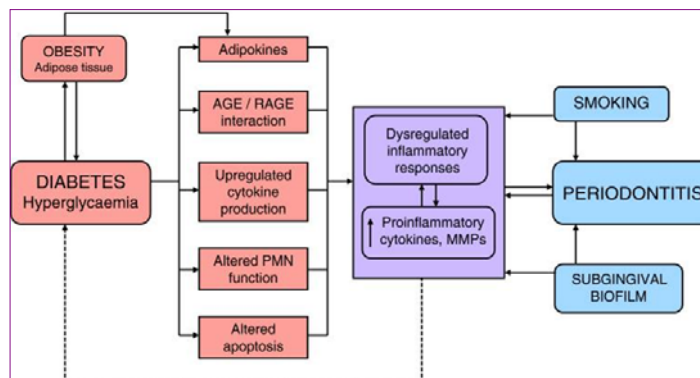 OBESITY
Adipose tissue
DIABETES
Hyperglycaemia
Adipokines
AGE / RAGE
interaction
Upregulated
cytokine
production
Altered PMN
function
Altered
apoptosis
Dysregulated
inflammatory
responses
Proinflammatory
cytokines, MMPs
SMOKING
PERIODONTITIS
SUBGINGIVAL
BIOFILM